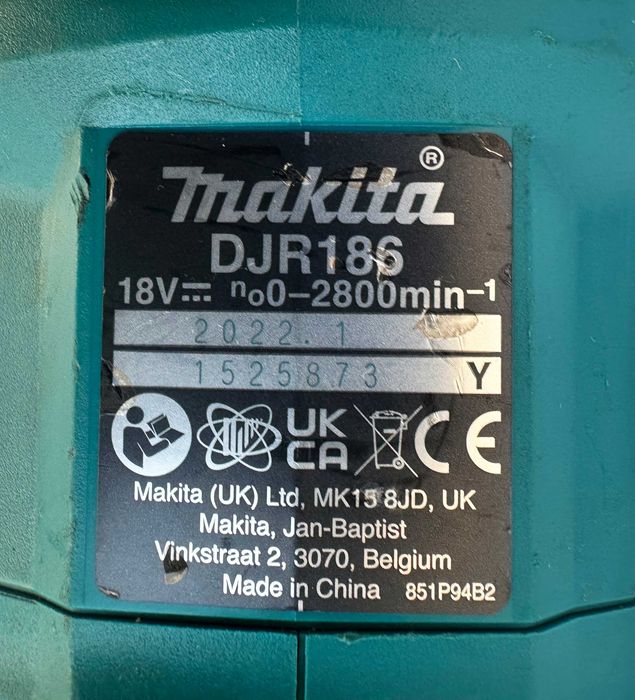 makita®
DJR186
18V⎓ n₀0–2800min⁻¹
2022.1
1525873 Y
UK
CA CE
Makita (UK) Ltd, MK15 8JD, UK
Makita, Jan-Baptist
Vinkstraat 2, 3070, Belgium
Made in China 851P94B2